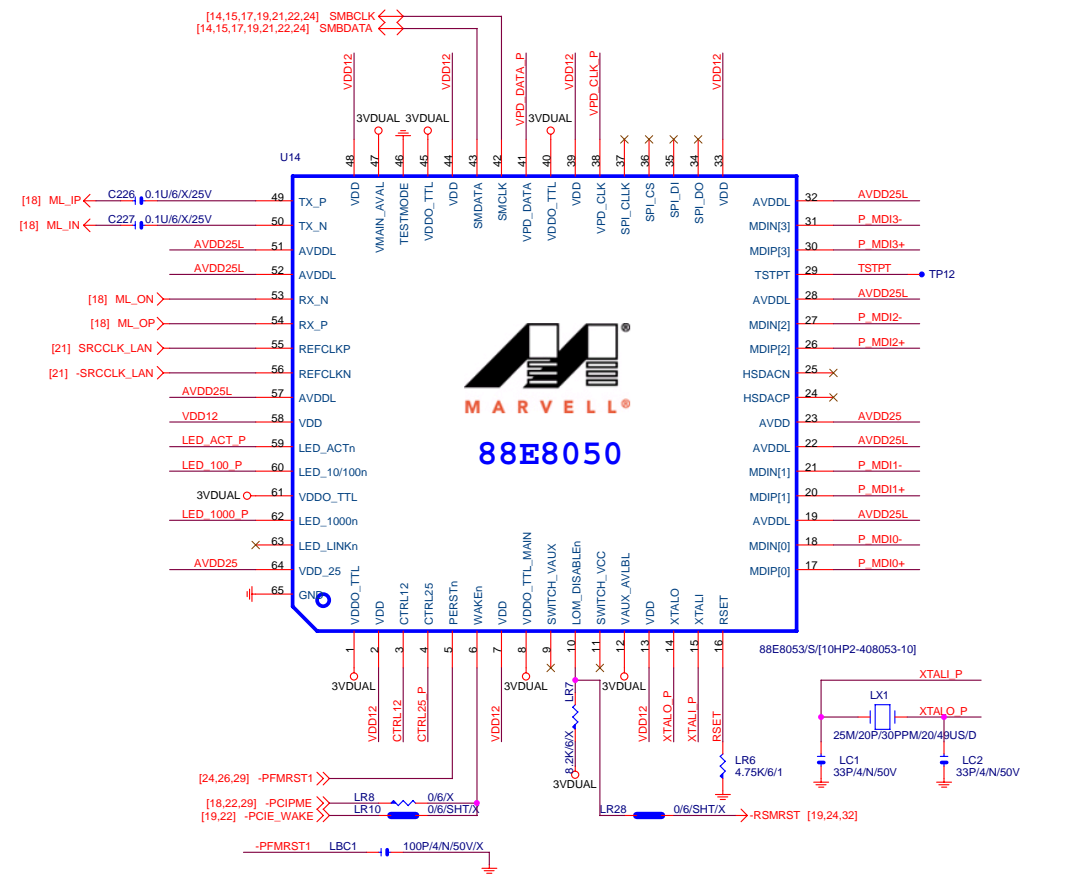 [14,15,17,19,21,22,24] SMBCLK
[14,15,17,19,21,22,24] SMBDATA
VDD12
VDD12
VPD_DATA_P
VDD12
VPD_CLK_P
VDD12
3VDUAL
3VDUAL
3VDUAL
U14
48
47
46
45
44
43
42
41
40
39
38
37
36
35
34
33
VDD
VMAIN_AVAL
TESTMODE
VDDO_TTL
VDD
SMDATA
SMCLK
VPD_DATA
VDDO_TTL
VDD
VPD_CLK
SPI_CLLK
SPI_CS
SPI_DI
SPI_DO
VDD
[18] ML_IP C226 0.1U/6/X/25V 49 TX_P
[18] ML_IN C227 0.1U/6/X/25V 50 TX_N
AVDD25L 51 AVDDL
AVDD25L 52 AVDDL
[18] ML_ON 53 RX_N
[18] ML_OP 54 RX_P
[21] SRCCLK_LAN 55 REFCLKP
[21] -SRCCLK_LAN 56 REFCLKN
AVDD25L 57 AVDDL
VDD12 58 VDD
LED_ACT_P 59 LED_ACTn
LED_100_P 60 LED_10/100n
3VDUAL 61 VDDO_TTL
LED_1000_P 62 LED_1000n
63 LED_LINKn
AVDD25 64 VDD_25
65 GND
AVDDL 32 AVDD25L
MDIN[3] 31 P_MDI3-
MDIP[3] 30 P_MDI3+
TSTPT 29 TSTPT TP12
AVDDL 28 AVDD25L
MDIN[2] 27 P_MDI2-
MDIP[2] 26 P_MDI2+
HSDACN 25
HSDACP 24
AVDD 23 AVDD25
AVDDL 22 AVDD25L
MDIN[1] 21 P_MDI1-
MDIP[1] 20 P_MDI1+
AVDDL 19 AVDD25L
MDIN[0] 18 P_MDI0-
MDIP[0] 17 P_MDI0+
®
MARVELL®
88E8050
VDDO_TTL
VDD
CTRL12
CTRL25
PERSTn
WAKEn
VDD
VDDO_TTL_MAIN
SWITCH_VAUX
LOM_DISABLEn
SWITCH_VCC
VAUX_AVLBL
VDD
XTALO
XTALI
RSET
1
2
3
4
5
6
7
8
9
10
11
12
13
14
15
16
88E8053/S/[10HP2-408053-10]
3VDUAL
VDD12
CTRL12
CTRL25_P
VDD12
3VDUAL
LR7
8.2K/6/X
3VDUAL
3VDUAL
VDD12
XTALO_P
XTALI_P
RSET
LR6
4.75K/6/1
XTALI_P
LX1
XTALO_P
25M/20P/30PPM/20/49US/D
LC1
33P/4/N/50V
LC2
33P/4/N/50V
[24,26,29] -PFMRST1
[18,22,29] -PCIPME LR8 0/6/X
[19,22] -PCIE_WAKE LR10 0/6/SHT/X
LR28 0/6/SHT/X -RSMRST [19,24,32]
-PFMRST1 LBC1 100P/4/N/50V/X